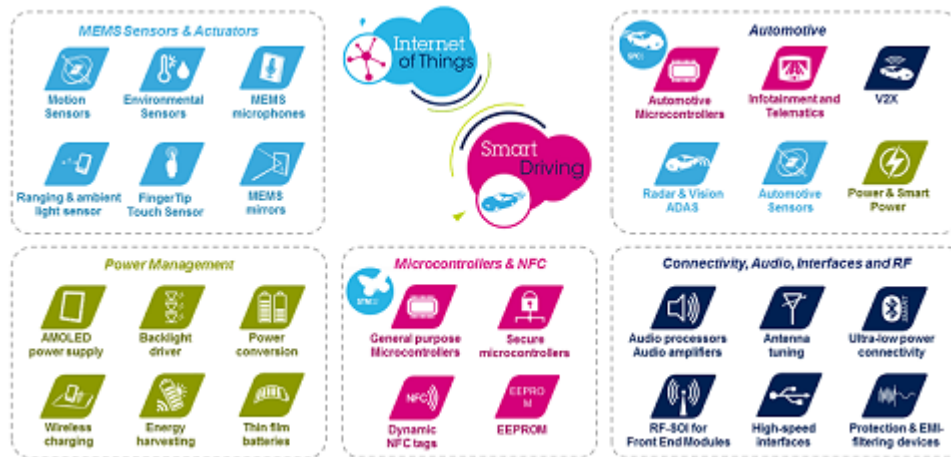 MEMS Sensors & Actuators
Motion
Sensors
Environmental
Sensors
MEMS
microphones
Ranging & ambient
light sensor
FingerTip
Touch Sensor
MEMS
mirrors
Internet
of Things
Smart
Driving
Automotive
Automotive
Microcontrollers
Infotainment and
Telematics
V2X
Radar & Vision
ADAS
Automotive
Sensors
Power & Smart
Power
Power Management
AMOLED
power supply
Backlight
driver
Power
conversion
Wireless
charging
Energy
harvesting
Thin film
batteries
Microcontrollers & NFC
General purpose
Microcontrollers
Secure
microcontrollers
NFC
Dynamic
NFC tags
EEPRO
M
EEPROM
Connectivity, Audio, Interfaces and RF
Audio processors
Audio amplifiers
Antenna
tuning
SMART
Ultra-low power
connectivity
RF-SOI for
Front End Modules
High-speed
interfaces
Protection & EMI-
filtering devices